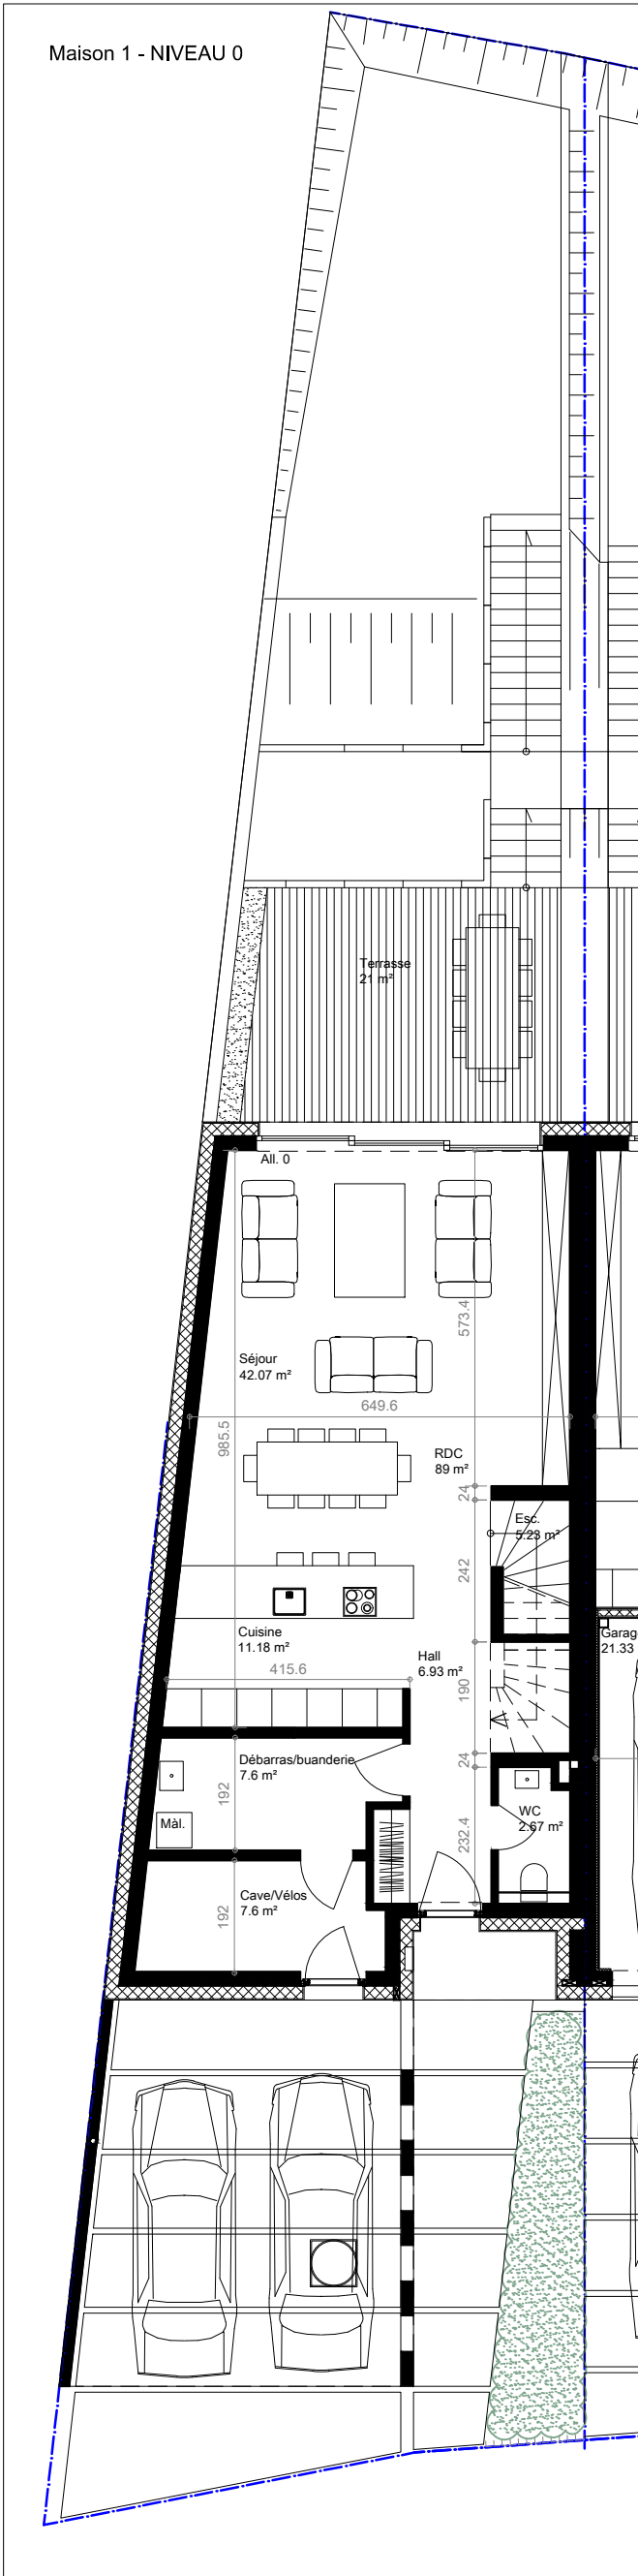 Maison 1 - NIVEAU 0
Terrasse
21 m²
All. 0
573.4
Séjour
42.07 m²
649.6
985.5
RDC
89 m²
24
Esc.
5.23 m²
242
Cuisine
11.18 m²
Hall
6.93 m²
Garage
21.33
415.6
190
Débarras/buanderie
7.6 m²
24
192
Màl.
WC
2.67 m²
232.4
Cave/Vélos
7.6 m²
192